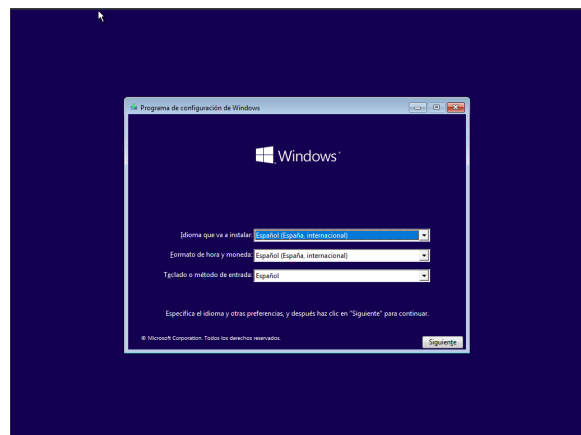 Programa de configuración de Windows
Windows
Idioma que va a instalar: Español (España, internacional)
Formato de hora y moneda: Español (España, internacional)
Teclado o método de entrada: Español
Especifica el idioma y otras preferencias, y después haz clic en "Siguiente" para continuar.
© Microsoft Corporation. Todos los derechos reservados.
Siguiente